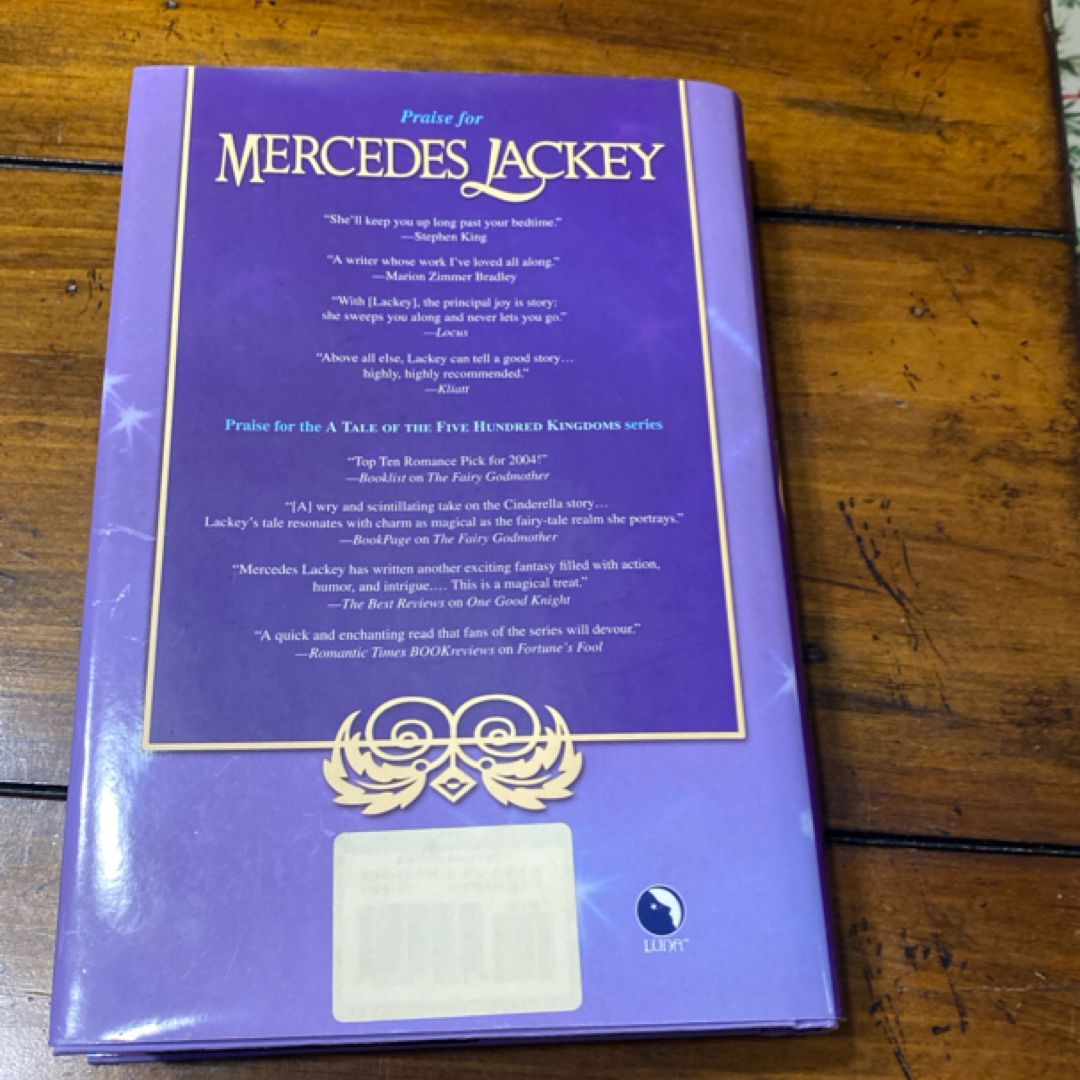 Praise for
MERCEDES LACKEY
“She’ll keep you up long past your bedtime.”
—Stephen King
“A writer whose work I’ve loved all along.”
—Marion Zimmer Bradley
“With [Lackey], the principal joy is story:
she sweeps you along and never lets you go.”
—Locus
“Above all else, Lackey can tell a good story…
highly, highly recommended.”
—Kliatt
Praise for the A TALE OF THE FIVE HUNDRED KINGDOMS series
“Top Ten Romance Pick for 2004!”
—Booklist on The Fairy Godmother
“[A] wry and scintillating take on the Cinderella story…
Lackey’s tale resonates with charm as magical as the fairy-tale realm she portrays.”
—BookPage on The Fairy Godmother
“Mercedes Lackey has written another exciting fantasy filled with action,
humor, and intrigue…. This is a magical treat.”
—The Best Reviews on One Good Knight
“A quick and enchanting read that fans of the series will devour.”
—Romantic Times BOOKreviews on Fortune’s Fool
LUNA™